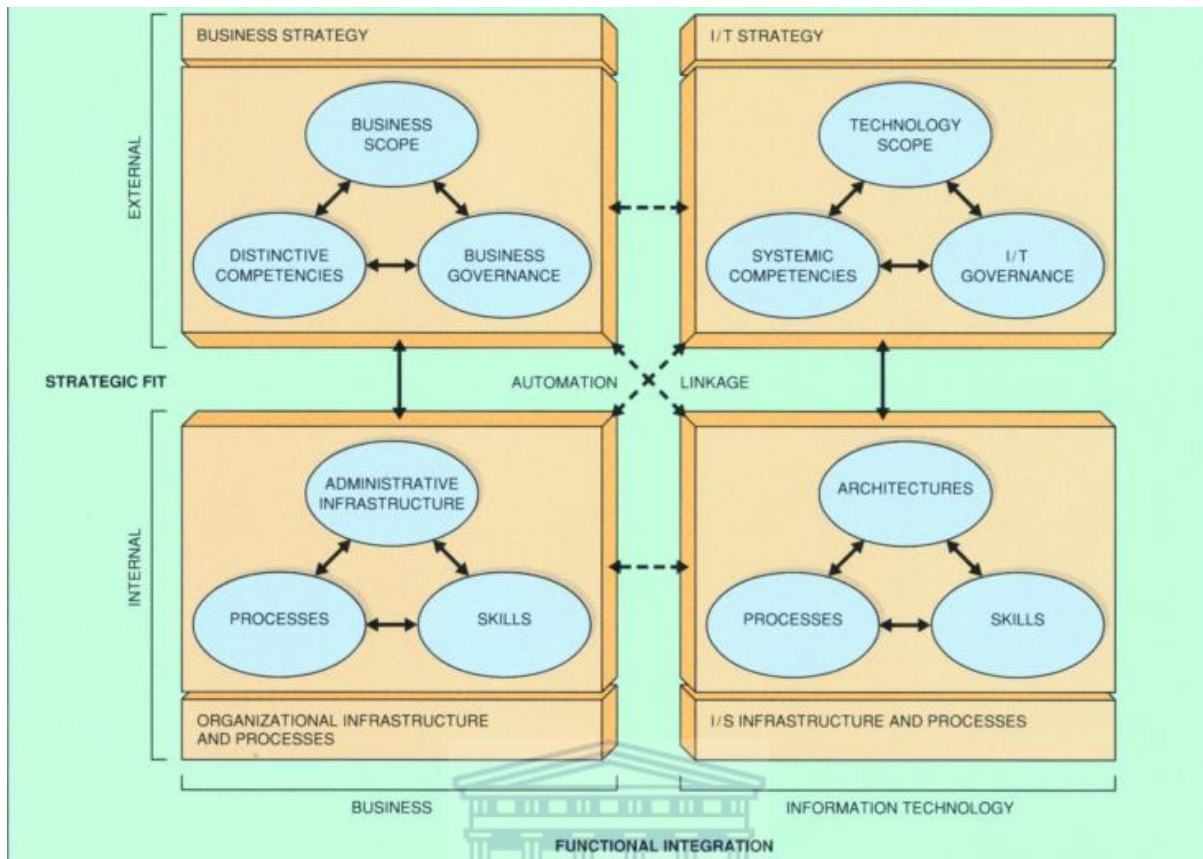 BUSINESS STRATEGY
I/T STRATEGY
EXTERNAL
BUSINESS
SCOPE
DISTINCTIVE
COMPETENCIES
BUSINESS
GOVERNANCE
TECHNOLOGY
SCOPE
SYSTEMIC
COMPETENCIES
I/T
GOVERNANCE
STRATEGIC FIT
AUTOMATION
LINKAGE
INTERNAL
ADMINISTRATIVE
INFRASTRUCTURE
PROCESSES
SKILLS
ARCHITECTURES
PROCESSES
SKILLS
ORGANIZATIONAL INFRASTRUCTURE
AND PROCESSES
I/S INFRASTRUCTURE AND PROCESSES
BUSINESS
INFORMATION TECHNOLOGY
FUNCTIONAL INTEGRATION